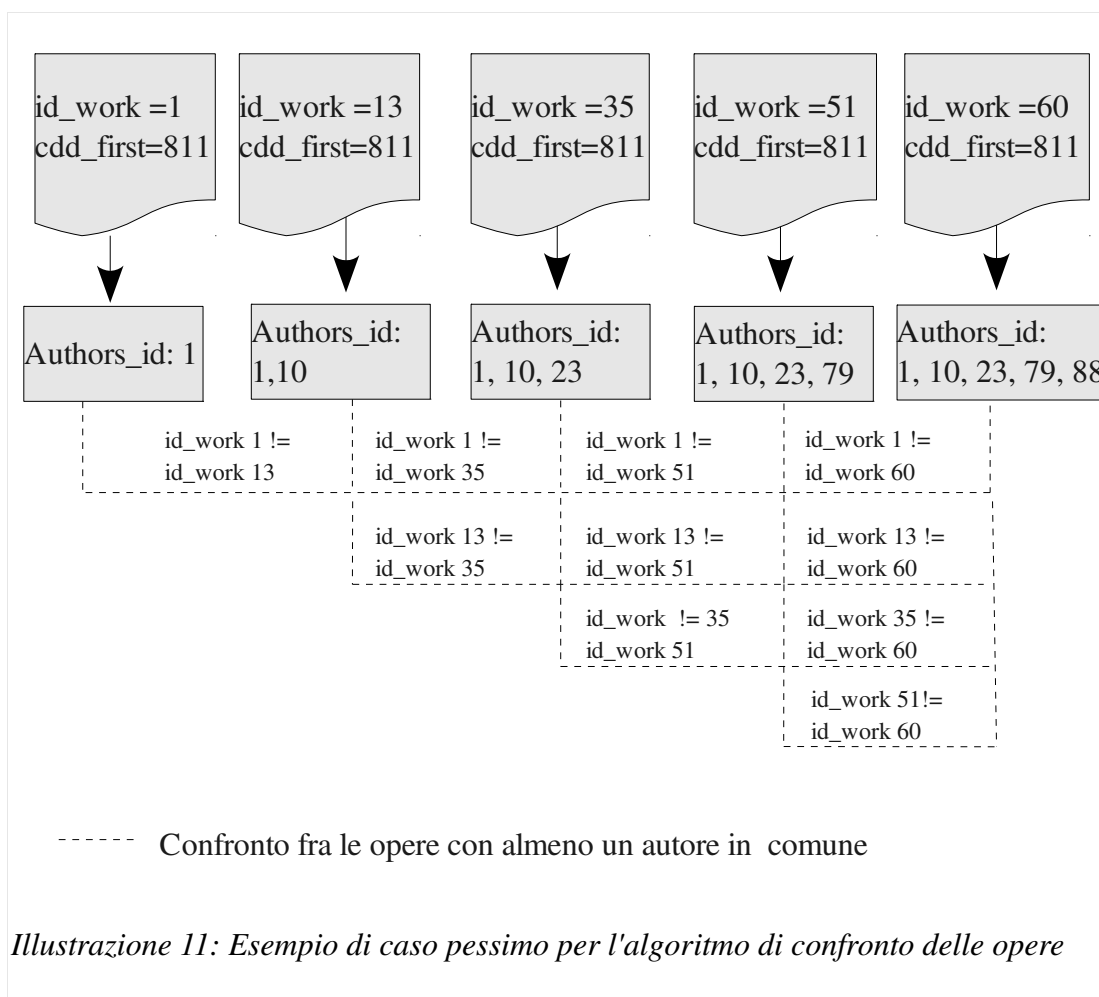 id_work =1
cdd_first=811
id_work =13
cdd_first=811
id_work =35
cdd_first=811
id_work =51
cdd_first=811
id_work =60
cdd_first=811
Authors_id: 1
Authors_id:
1,10
Authors_id:
1, 10, 23
Authors_id:
1, 10, 23, 79
Authors_id:
1, 10, 23, 79, 88
id_work 1 !=
id_work 13
id_work 1 !=
id_work 35
id_work 1 !=
id_work 51
id_work 1 !=
id_work 60
id_work 13 !=
id_work 35
id_work 13 !=
id_work 51
id_work 13 !=
id_work 60
id_work  != 35
id_work 51
id_work 35 !=
id_work 60
id_work 51!=
id_work 60
Confronto fra le opere con almeno un autore in  comune
Illustrazione 11: Esempio di caso pessimo per l'algoritmo di confronto delle opere